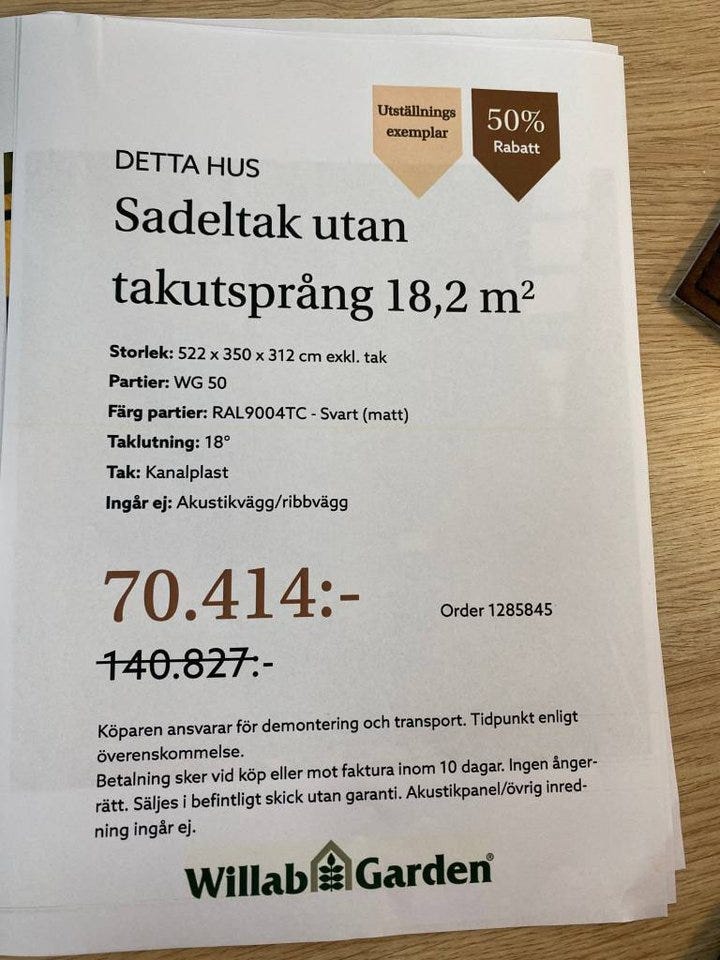 Utställnings
exemplar
50%
Rabatt
DETTA HUS
Sadeltak utan
takutsprång 18,2 m²
Storlek: 522 x 350 x 312 cm exkl. tak
Partier: WG 50
Färg partier: RAL9004TC - Svart (matt)
Taklutning: 18°
Tak: Kanalplast
Ingår ej: Akustikvägg/ribbvägg
70.414:-
Order 1285845
140.827:-
Köparen ansvarar för demontering och transport. Tidpunkt enligt
överenskommelse.
Betalning sker vid köp eller mot faktura inom 10 dagar. Ingen ånger-
rätt. Säljes i befintligt skick utan garanti. Akustikpanel/övrig inred-
ning ingår ej.
Willab Garden®